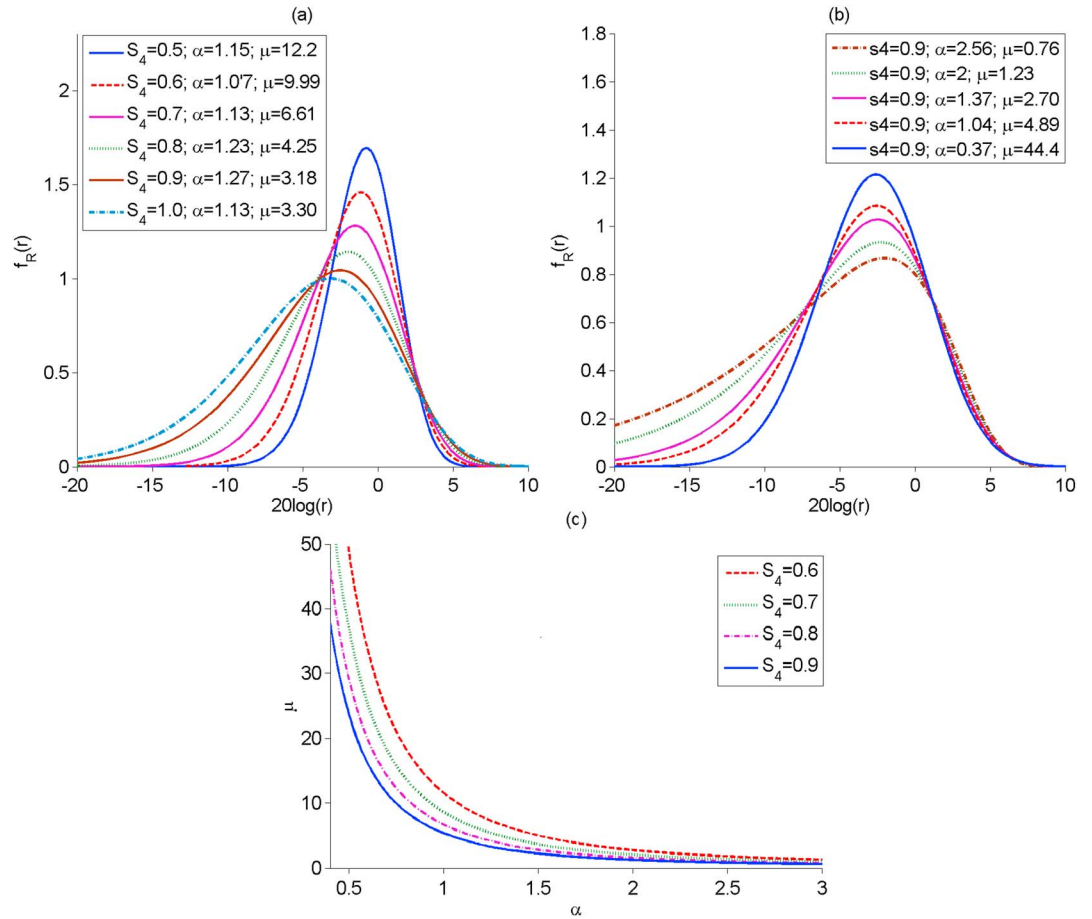 (a)
S4=0.5; α=1.15; μ=12.2
S4=0.6; α=1.0'7; μ=9.99
S4=0.7; α=1.13; μ=6.61
S4=0.8; α=1.23; μ=4.25
S4=0.9; α=1.27; μ=3.18
S4=1.0; α=1.13; μ=3.30
2
1.5
1
0.5
0
fR(r)
-20 -15 -10 -5 0 5 10
20log(r)
(b)
s4=0.9; α=2.56; μ=0.76
s4=0.9; α=2; μ=1.23
s4=0.9; α=1.37; μ=2.70
s4=0.9; α=1.04; μ=4.89
s4=0.9; α=0.37; μ=44.4
1.8
1.6
1.4
1.2
1
0.8
0.6
0.4
0.2
0
fR(r)
-20 -15 -10 -5 0 5 10
20log(r)
(c)
S4=0.6
S4=0.7
S4=0.8
S4=0.9
50
40
30
20
10
0
μ
0.5 1 1.5 2 2.5 3
α